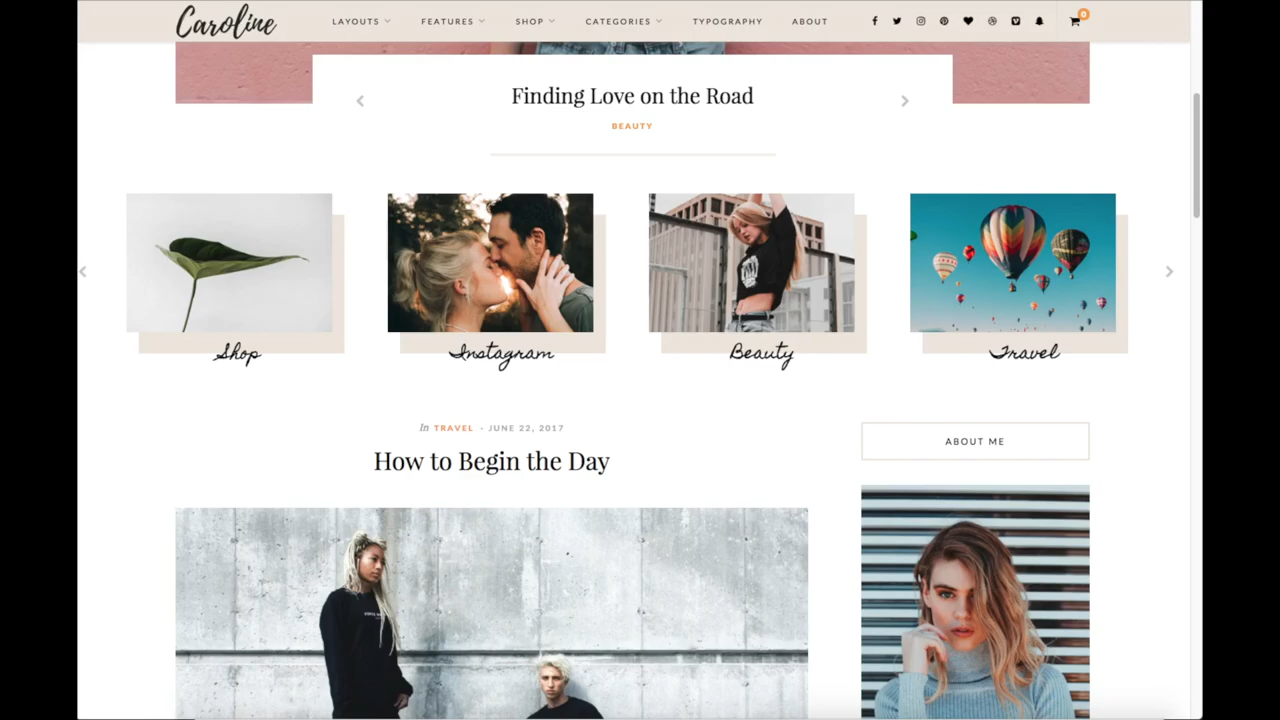 Caroline
LAYOUTS FEATURES SHOP CATEGORIES TYPOGRAPHY ABOUT 0
Finding Love on the Road
BEAUTY
Shop Instagram Beauty Travel
In TRAVEL - JUNE 22, 2017
How to Begin the Day
ABOUT ME